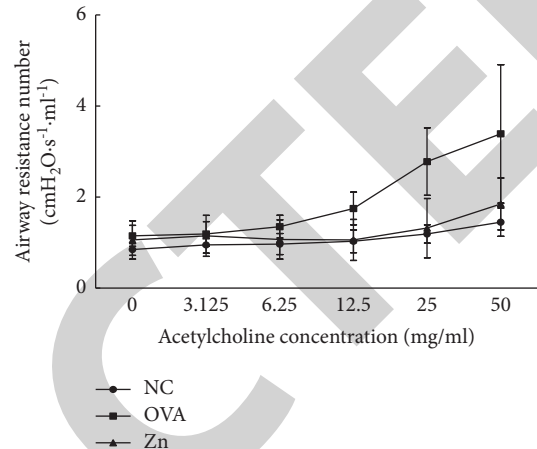 6
4
2
0
Airway resistance number
(cmH₂O·s⁻¹·ml⁻¹)
0 3.125 6.25 12.5 25 50
Acetylcholine concentration (mg/ml)
NC
OVA
Zn
CTE